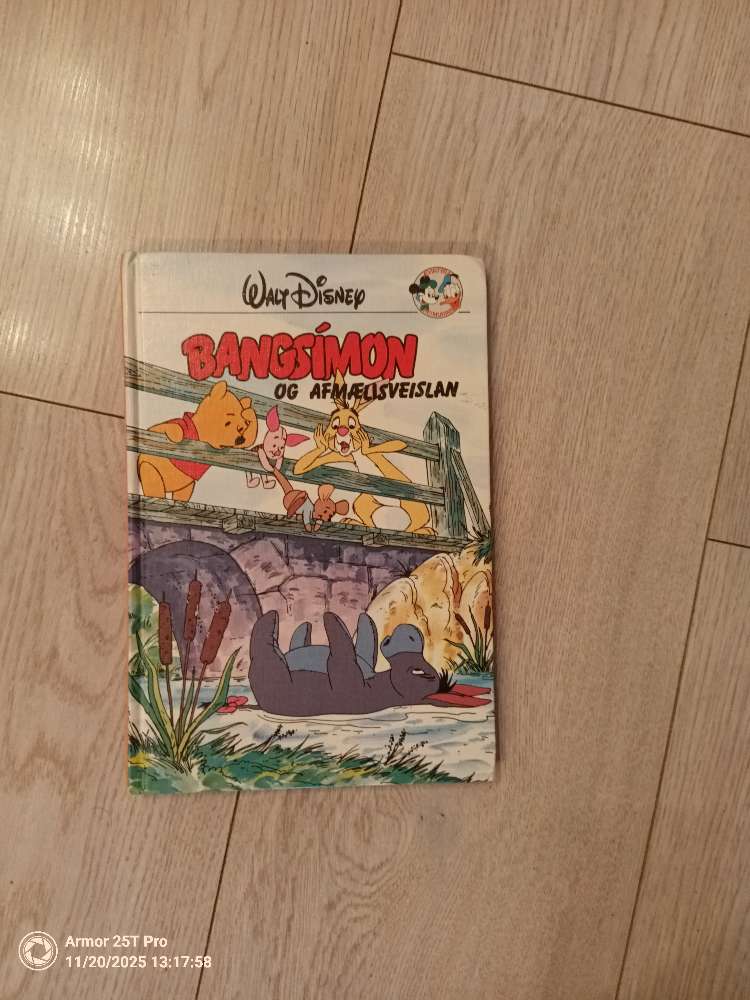 WALT DISNEY
BANGSÍMON
OG AFMÆLISVEISLAN
Armor 25T Pro
11/20/2025 13:17:58